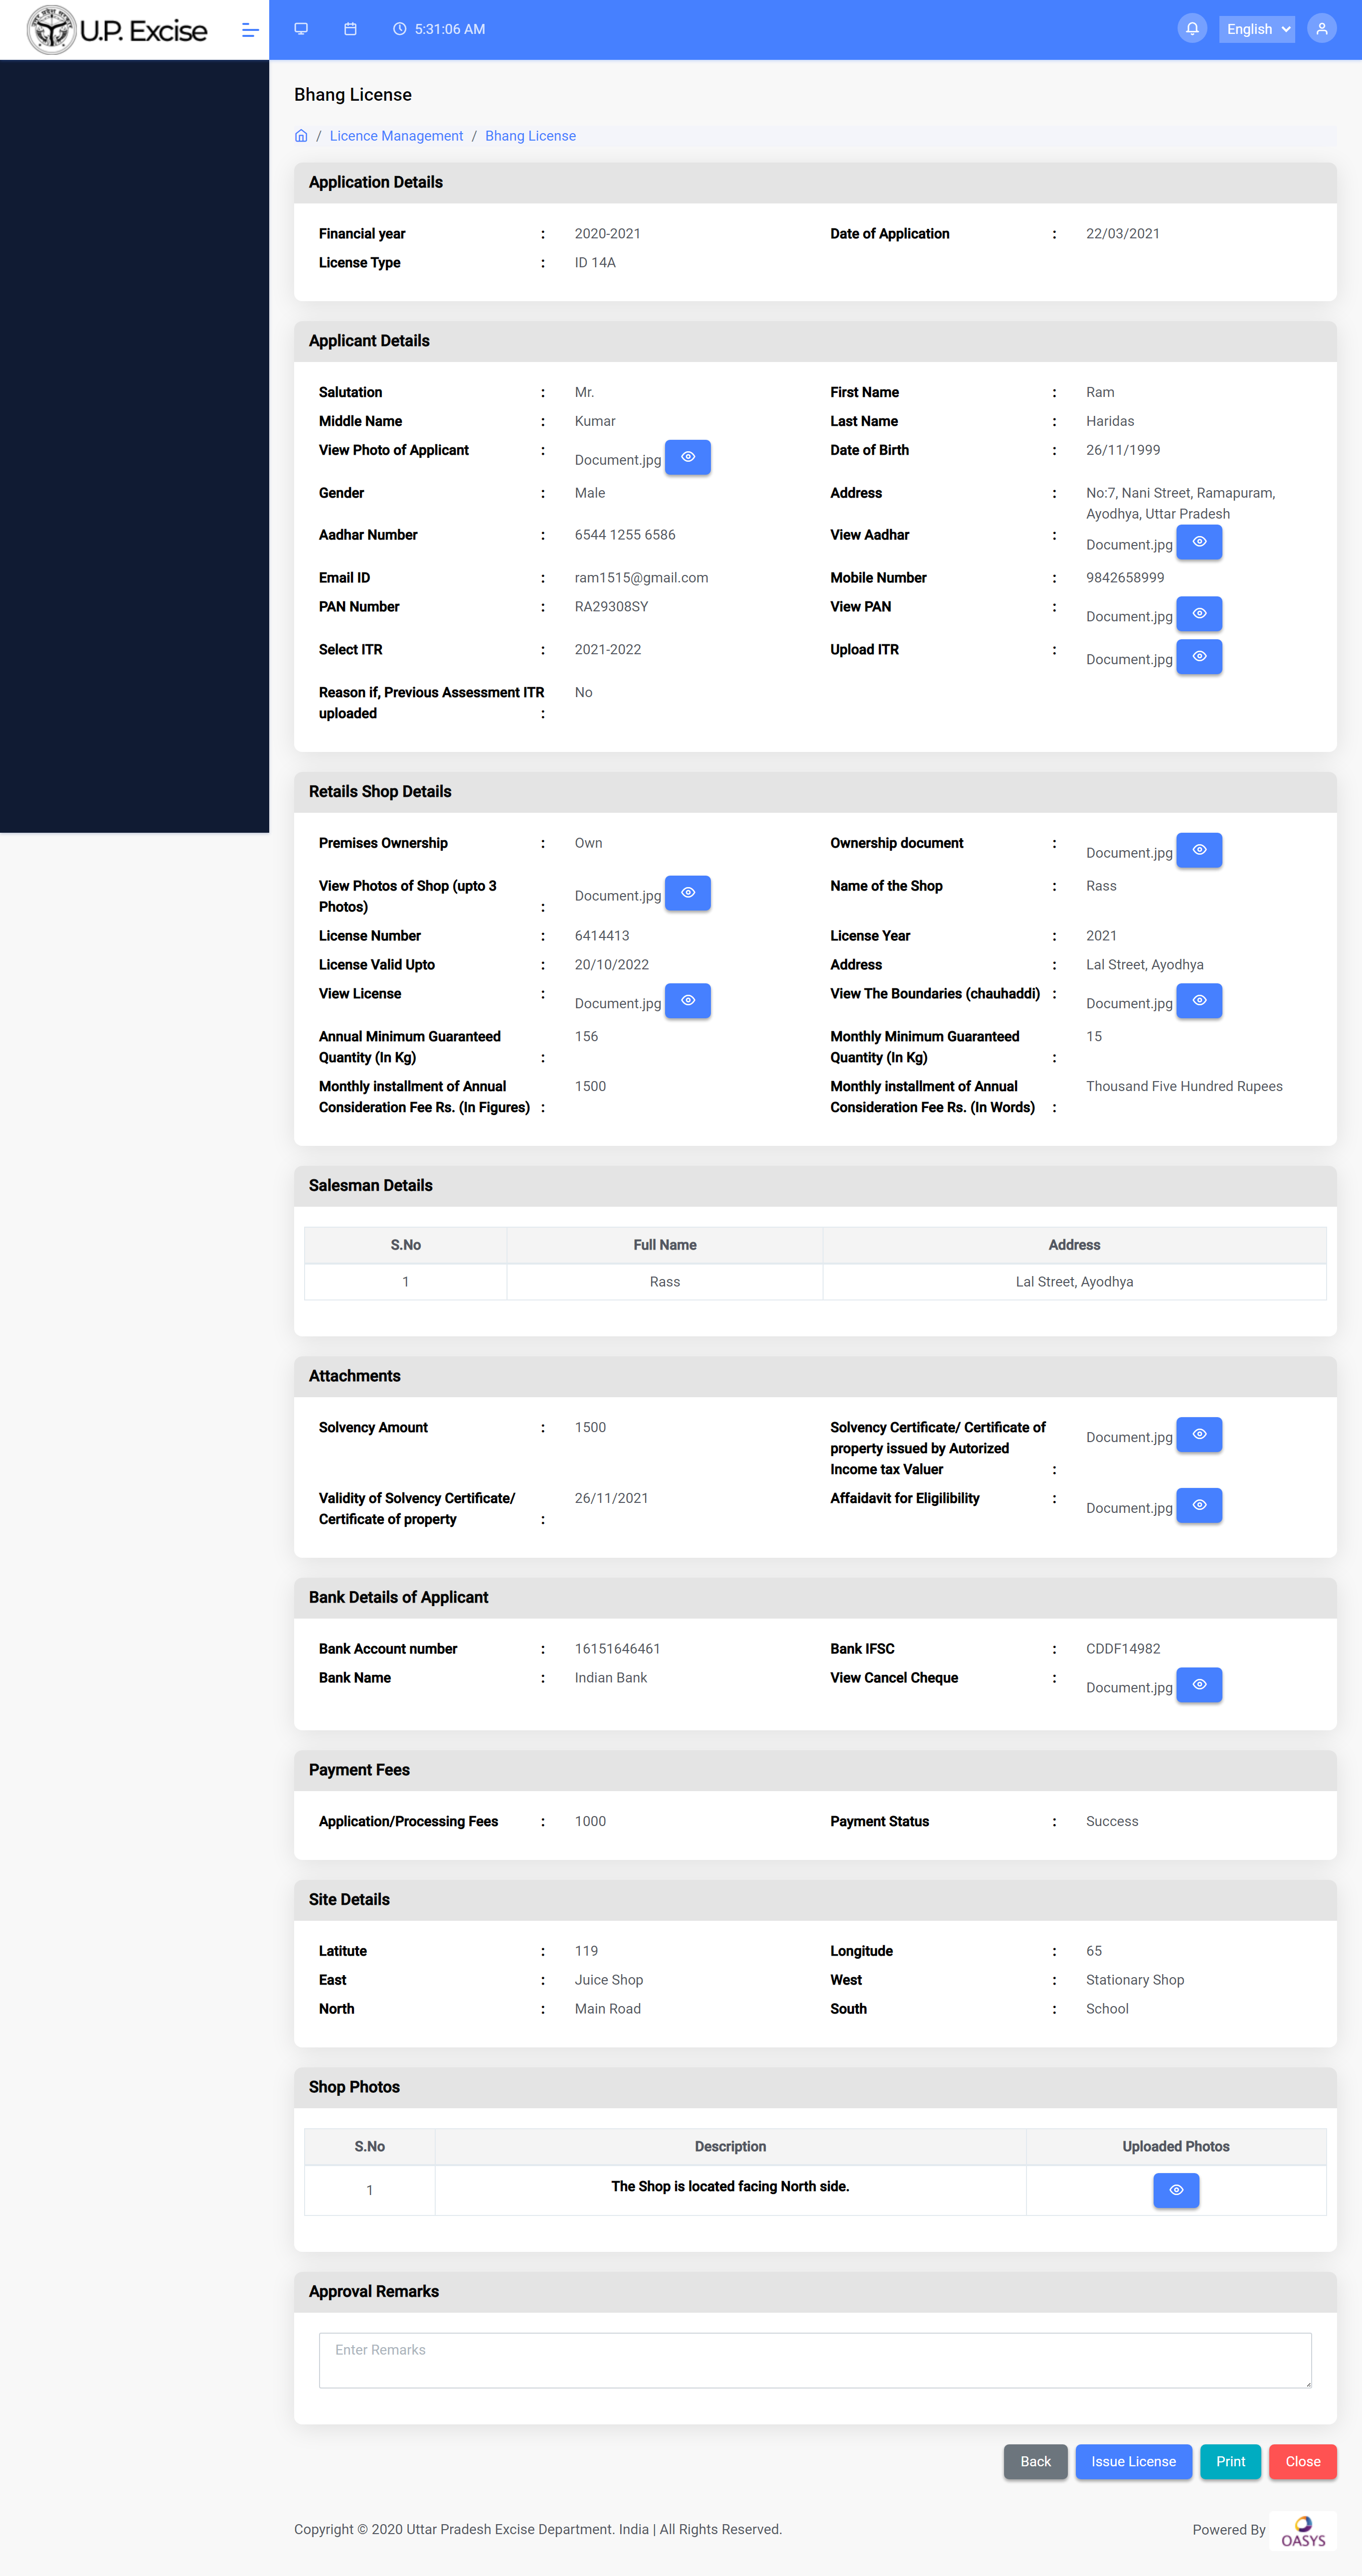 U.P. Excise
5:31:06 AM
English
Bhang License
/ Licence Management / Bhang License
Application Details
Financial year : 2020-2021 Date of Application : 22/03/2021
License Type : ID 14A
Applicant Details
Salutation : Mr. First Name : Ram
Middle Name : Kumar Last Name : Haridas
View Photo of Applicant : Document.jpg Date of Birth : 26/11/1999
Gender : Male Address : No:7, Nani Street, Ramapuram,
Ayodhya, Uttar Pradesh
Aadhar Number : 6544 1255 6586 View Aadhar : Document.jpg
Email ID : ram1515@gmail.com Mobile Number : 9842658999
PAN Number : RA29308SY View PAN : Document.jpg
Select ITR : 2021-2022 Upload ITR : Document.jpg
Reason if, Previous Assessment ITR No
uploaded :
Retails Shop Details
Premises Ownership : Own Ownership document : Document.jpg
View Photos of Shop (upto 3 Document.jpg Name of the Shop : Rass
Photos) :
License Number : 6414413 License Year : 2021
License Valid Upto : 20/10/2022 Address : Lal Street, Ayodhya
View License : Document.jpg View The Boundaries (chauhaddi) : Document.jpg
Annual Minimum Guaranteed 156 Monthly Minimum Guaranteed 15
Quantity (In Kg) : Quantity (In Kg) :
Monthly installment of Annual 1500 Monthly installment of Annual Thousand Five Hundred Rupees
Consideration Fee Rs. (In Figures) : Consideration Fee Rs. (In Words) :
Salesman Details
S.No Full Name Address
1 Rass Lal Street, Ayodhya
Attachments
Solvency Amount : 1500 Solvency Certificate/ Certificate of Document.jpg
property issued by Autorized
Income tax Valuer :
Validity of Solvency Certificate/ 26/11/2021 Affaidavit for Eligilibility : Document.jpg
Certificate of property :
Bank Details of Applicant
Bank Account number : 16151646461 Bank IFSC : CDDF14982
Bank Name : Indian Bank View Cancel Cheque : Document.jpg
Payment Fees
Application/Processing Fees : 1000 Payment Status : Success
Site Details
Latitute : 119 Longitude : 65
East : Juice Shop West : Stationary Shop
North : Main Road South : School
Shop Photos
S.No Description Uploaded Photos
1 The Shop is located facing North side.
Approval Remarks
Enter Remarks
Back Issue License Print Close
Copyright © 2020 Uttar Pradesh Excise Department. India | All Rights Reserved. Powered By OASYS